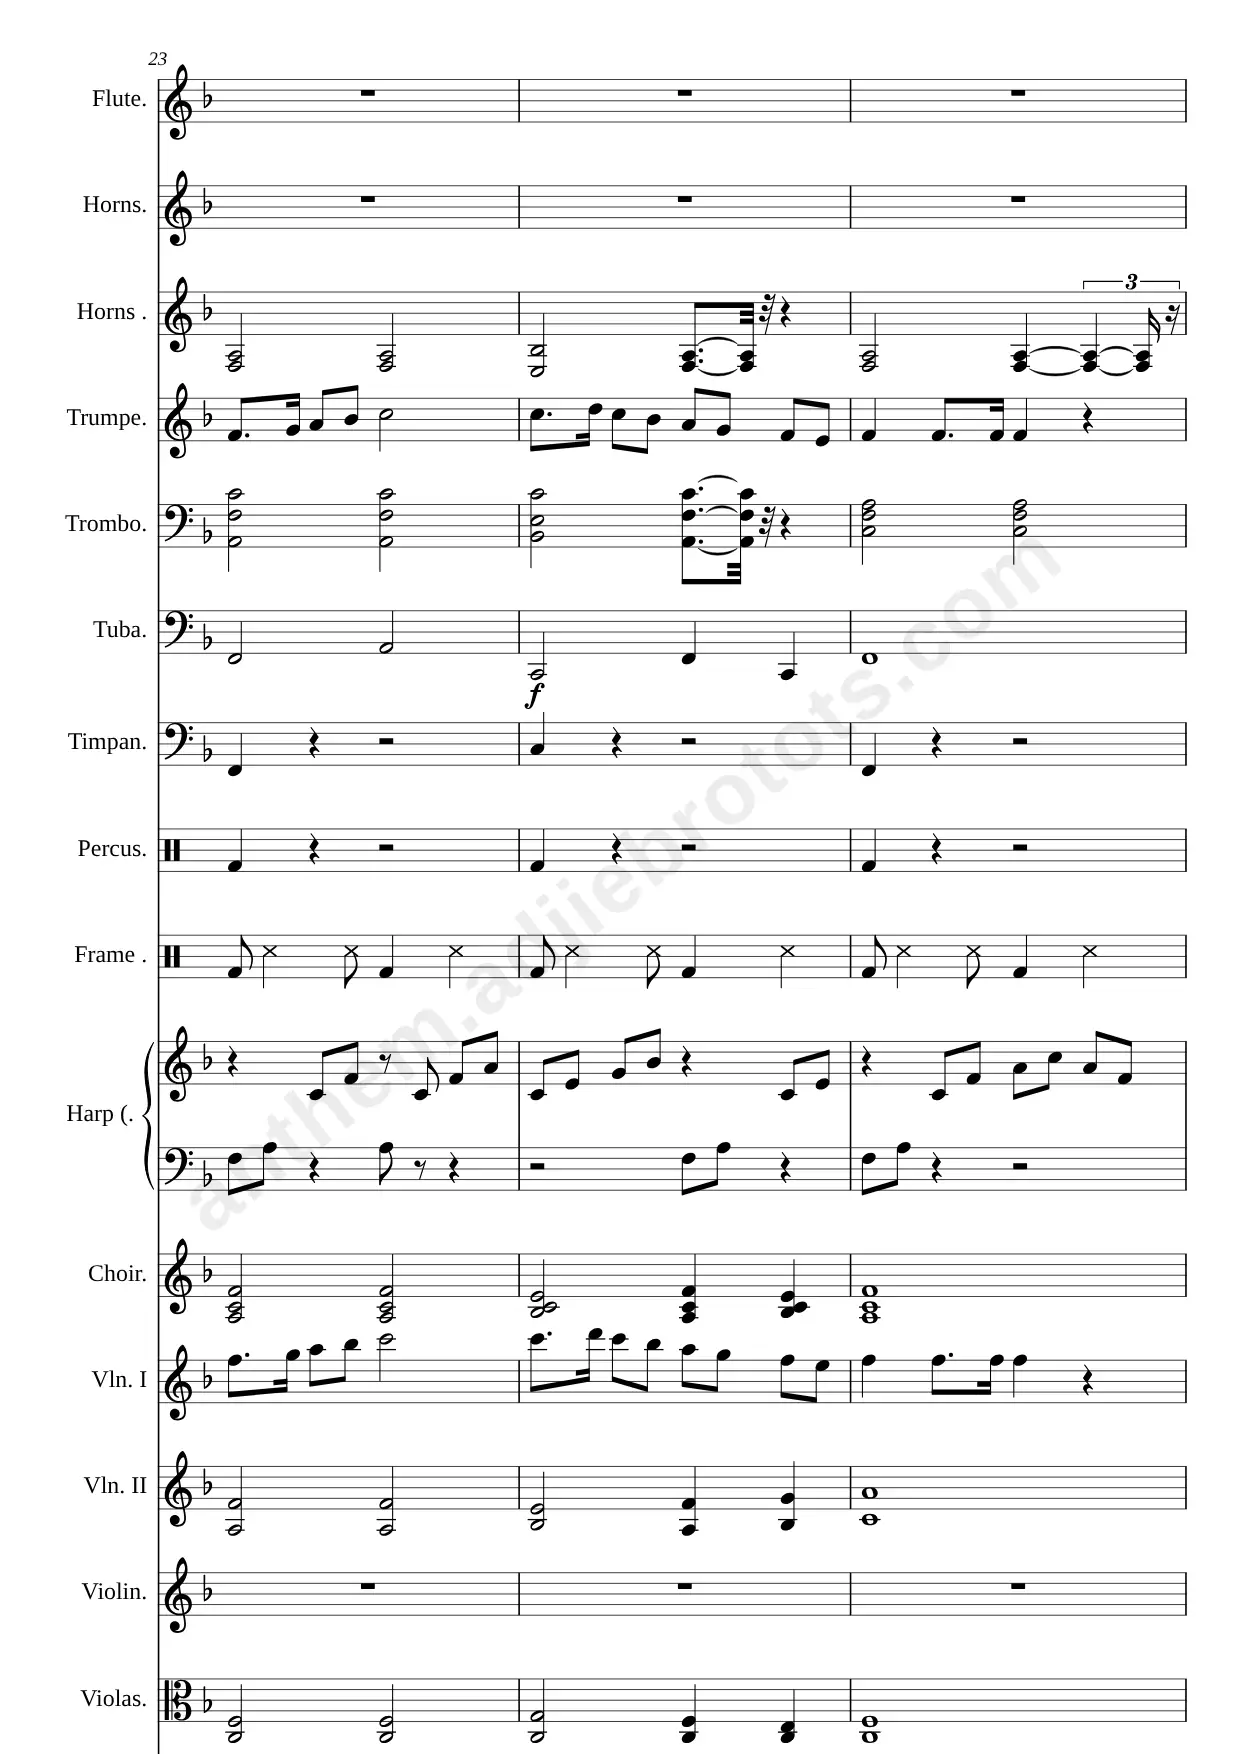 23
Flute.
Horns.
Horns .
3
Trumpe.
Trombo.
Tuba.
f
Timpan.
Percus.
Frame .
Harp (.
Choir.
Vln. I
Vln. II
Violin.
Violas.
anthem.adjiebrotots.com